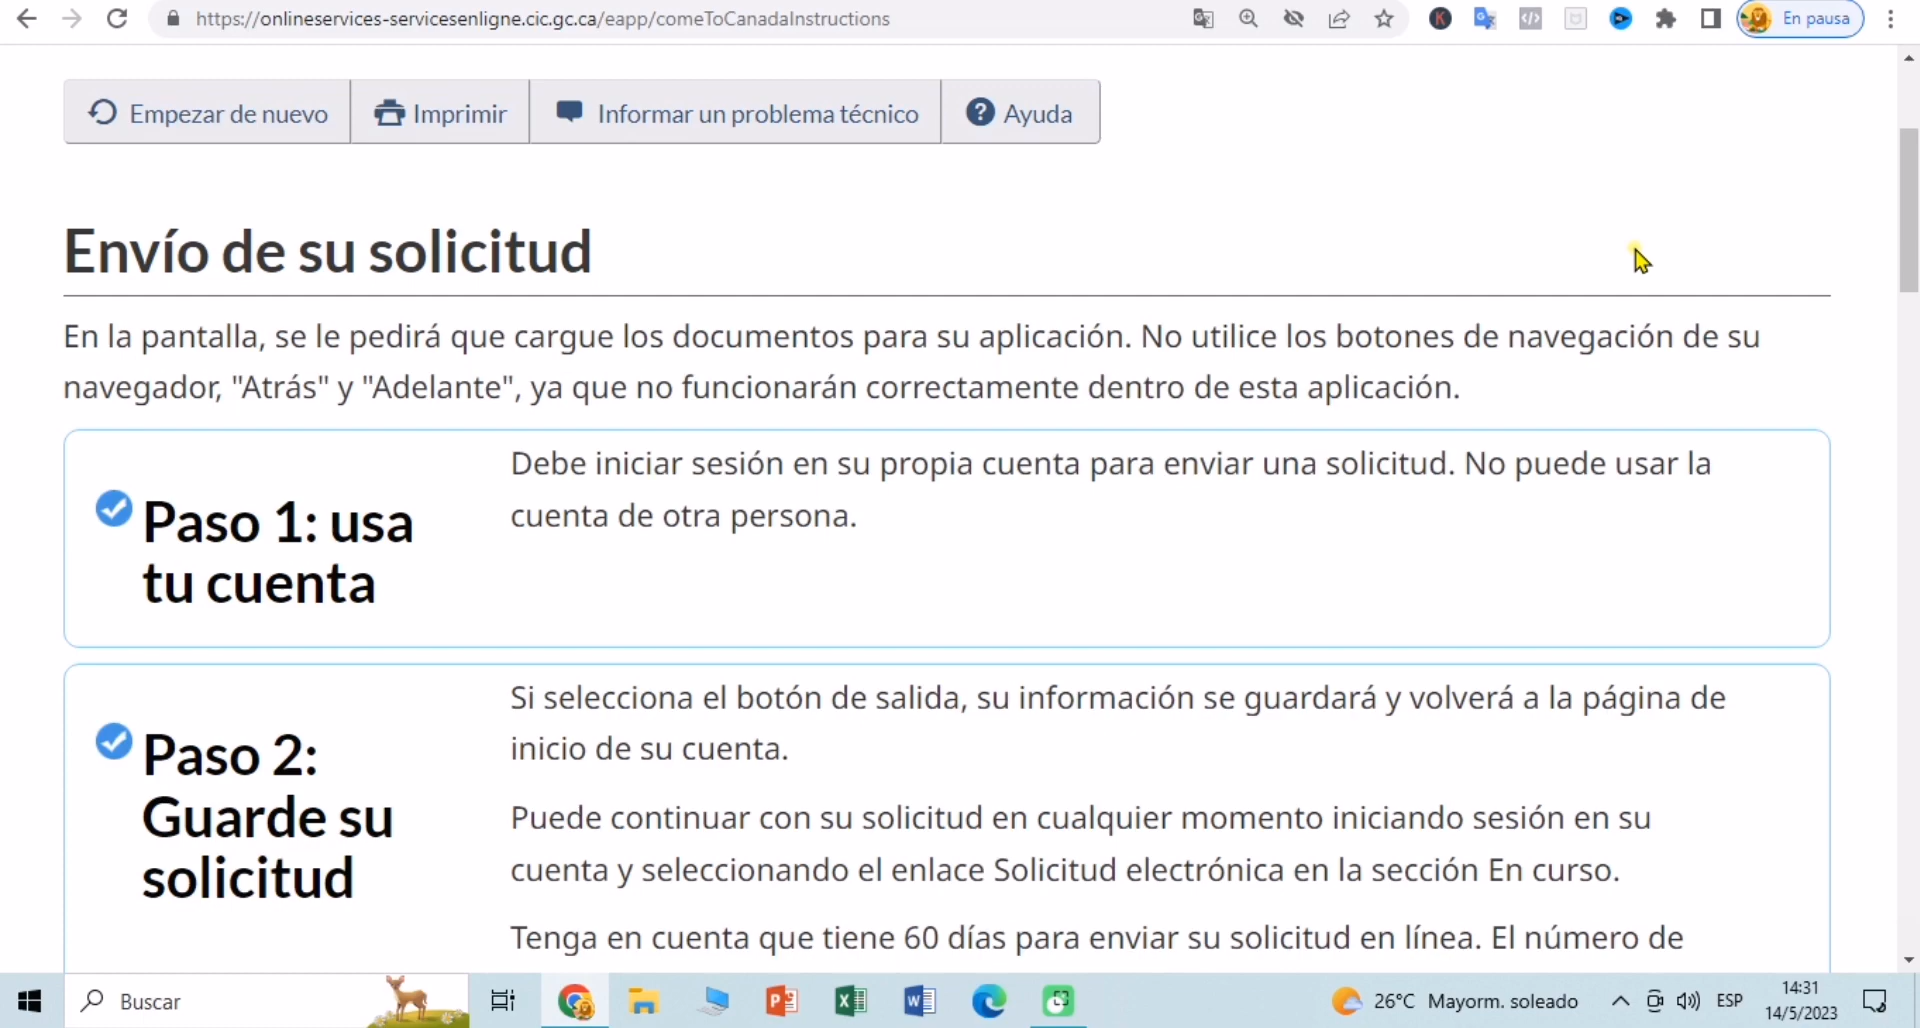 https://onlineservices-servicesenligne.cic.gc.ca/eapp/comeToCanadaInstructions
En pausa
Empezar de nuevo
Imprimir
Informar un problema técnico
Ayuda
Envío de su solicitud
En la pantalla, se le pedirá que cargue los documentos para su aplicación. No utilice los botones de navegación de su
navegador, "Atrás" y "Adelante", ya que no funcionarán correctamente dentro de esta aplicación.
Paso 1: usa
tu cuenta
Debe iniciar sesión en su propia cuenta para enviar una solicitud. No puede usar la
cuenta de otra persona.
Paso 2:
Guarde su
solicitud
Si selecciona el botón de salida, su información se guardará y volverá a la página de
inicio de su cuenta.
Puede continuar con su solicitud en cualquier momento iniciando sesión en su
cuenta y seleccionando el enlace Solicitud electrónica en la sección En curso.
Tenga en cuenta que tiene 60 días para enviar su solicitud en línea. El número de
Buscar
26°C Mayorm. soleado
ESP
14:31
14/5/2023